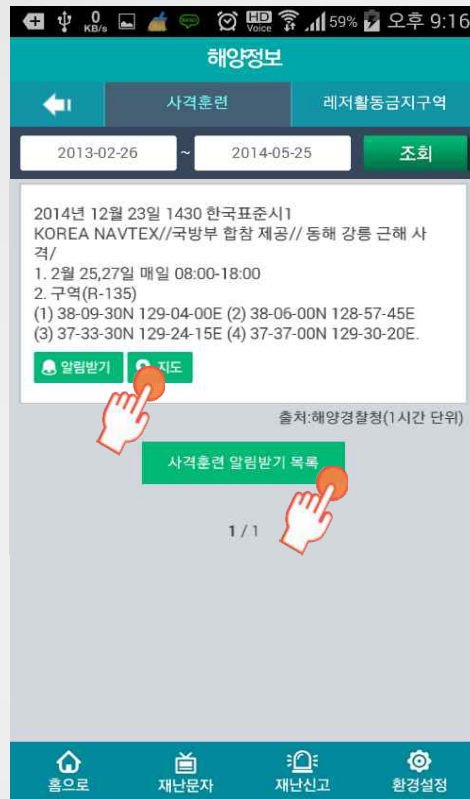 0 KB/s HD Voice 59% 오후 9:16
해양정보
사격훈련 레저활동금지구역
2013-02-26 ~ 2014-05-25 조회
2014년 12월 23일 1430 한국표준시1
KOREA NAVTEX//국방부 합참 제공// 동해 강릉 근해 사
격/
1. 2월 25,27일 매일 08:00-18:00
2. 구역(R-135)
(1) 38-09-30N 129-04-00E (2) 38-06-00N 128-57-45E
(3) 37-33-30N 129-24-15E (4) 37-37-00N 129-30-20E.
알림받기 지도
출처:해양경찰청(1시간 단위)
사격훈련 알림받기 목록
1 / 1
홈으로 재난문자 재난신고 환경설정